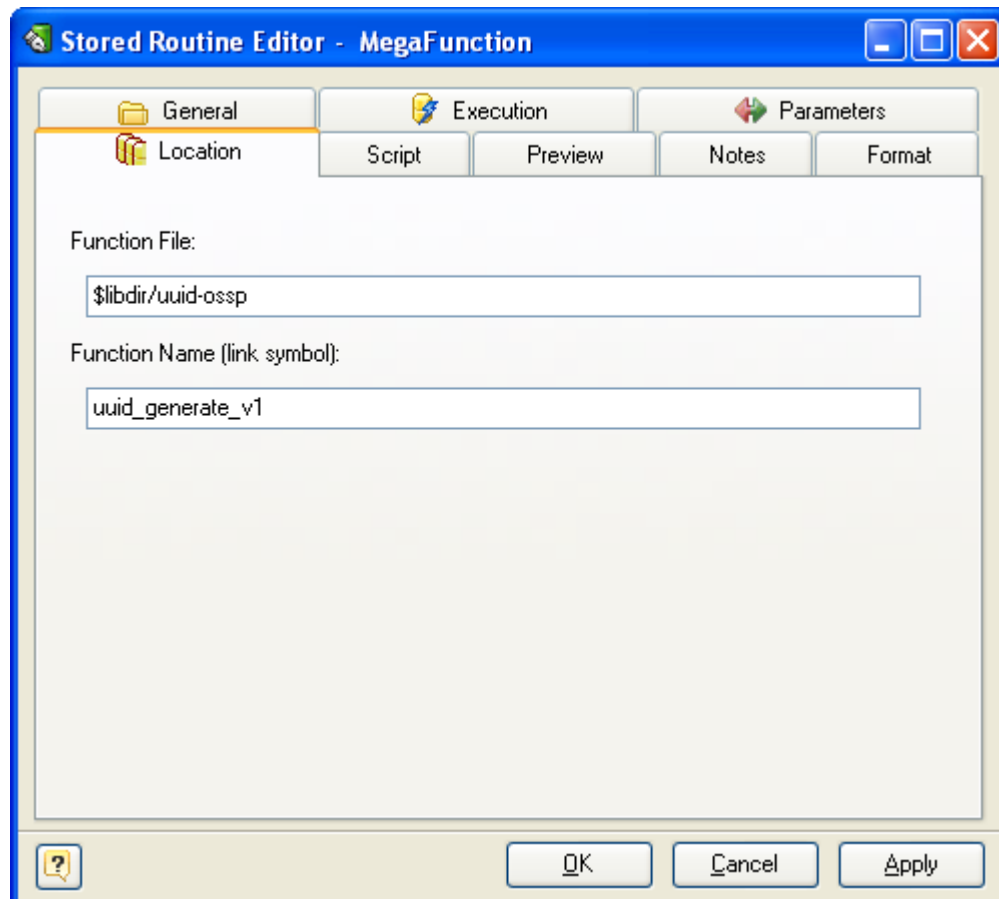 Stored Routine Editor - MegaFunction
General Execution Parameters
Location Script Preview Notes Format
Function File:
$libdir/uuid-ossp
Function Name (link symbol):
uuid_generate_v1
? OK Cancel Apply